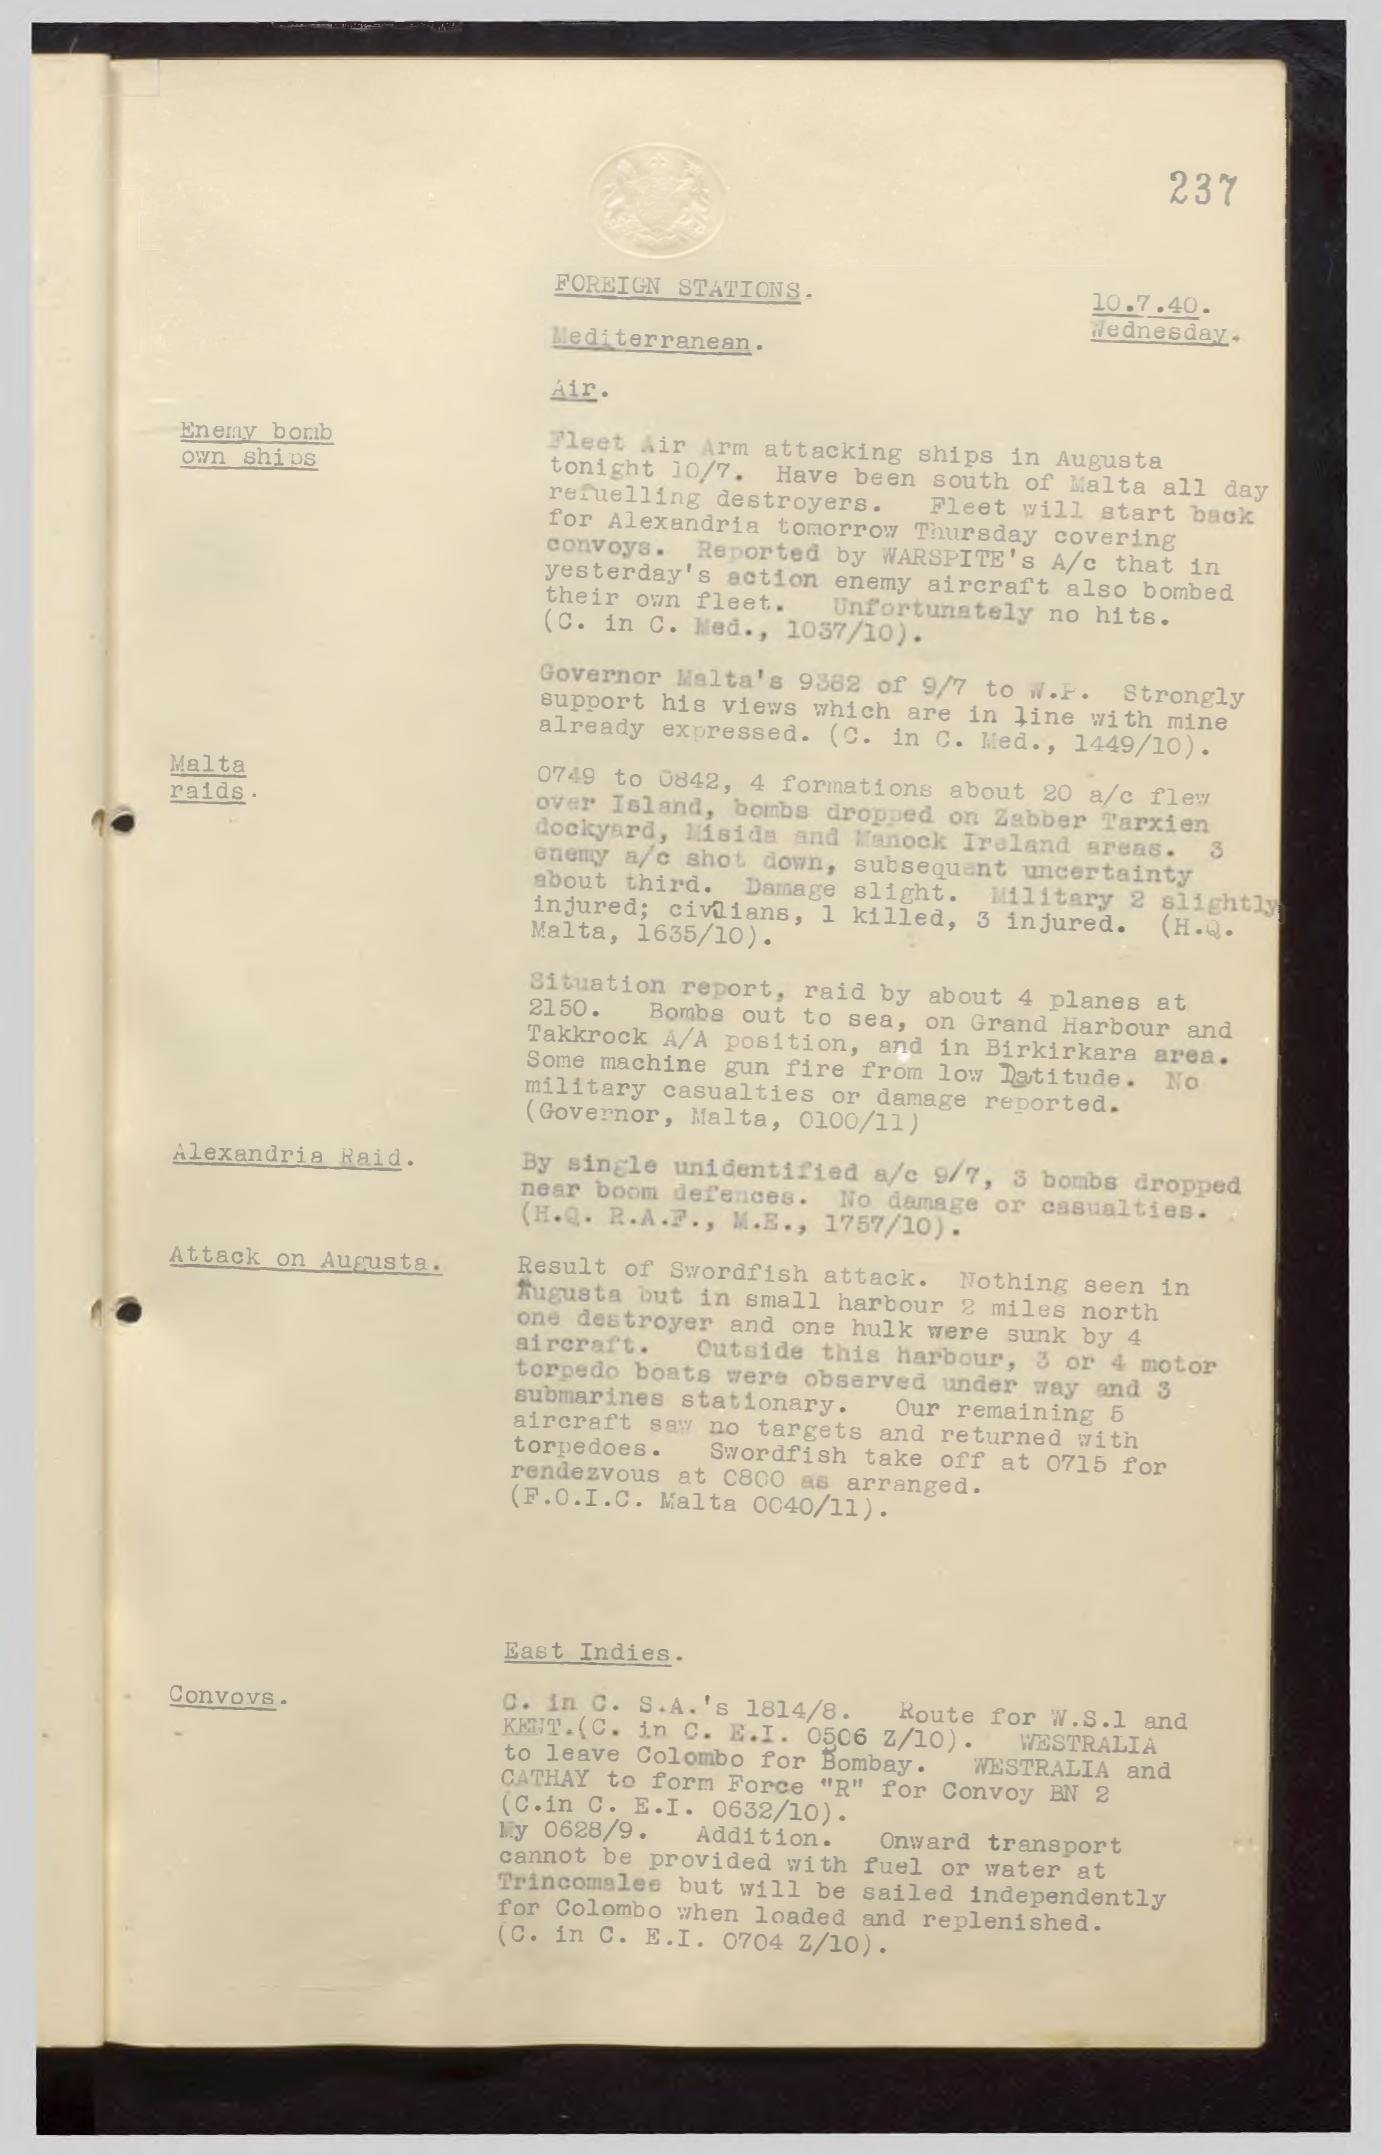 237
FOREIGN STATIONS.
10.7.40.
Wednesday.
Mediterranean.
Air.
Enemy bomb
own ships
Fleet Air Arm attacking ships in Augusta
tonight 10/7. Have been south of Malta all day
refuelling destroyers. Fleet will start back
for Alexandria tomorrow Thursday covering
convoys. Reported by WARSPITE's A/c that in
yesterday's action enemy aircraft also bombed
their own fleet. Unfortunately no hits.
(C. in C. Med., 1037/10).
Governor Malta's 9382 of 9/7 to W.P. Strongly
support his views which are in line with mine
already expressed. (C. in C. Med., 1449/10).
Malta
raids.
0749 to 0842, 4 formations about 20 a/c flew
over Island, bombs dropped on Zabber Tarxien
dockyard, Misida and Manock Ireland areas. 3
enemy a/c shot down, subsequent uncertainty
about third. Damage slight. Military 2 slightly
injured; civilians, 1 killed, 3 injured. (H.Q.
Malta, 1635/10).
Situation report, raid by about 4 planes at
2150. Bombs out to sea, on Grand Harbour and
Takkrock A/A position, and in Birkirkara area.
Some machine gun fire from low Latitude. No
military casualties or damage reported.
(Governor, Malta, 0100/11)
Alexandria Raid.
By single unidentified a/c 9/7, 3 bombs dropped
near boom defences. No damage or casualties.
(H.Q. R.A.F., M.E., 1757/10).
Attack on Augusta.
Result of Swordfish attack. Nothing seen in
Augusta but in small harbour 2 miles north
one destroyer and one hulk were sunk by 4
aircraft. Outside this harbour, 3 or 4 motor
torpedo boats were observed under way and 3
submarines stationary. Our remaining 5
aircraft saw no targets and returned with
torpedoes. Swordfish take off at 0715 for
rendezvous at 0800 as arranged.
(F.O.I.C. Malta 0040/11).
East Indies.
Convovs.
C. in C. S.A.'s 1814/8. Route for W.S.1 and
KENT.(C. in C. E.I. 0506 Z/10). WESTRALIA
to leave Colombo for Bombay. WESTRALIA and
CATHAY to form Force "R" for Convoy BN 2
(C.in C. E.I. 0632/10).
My 0628/9. Addition. Onward transport
cannot be provided with fuel or water at
Trincomalee but will be sailed independently
for Colombo when loaded and replenished.
(C. in C. E.I. 0704 Z/10).